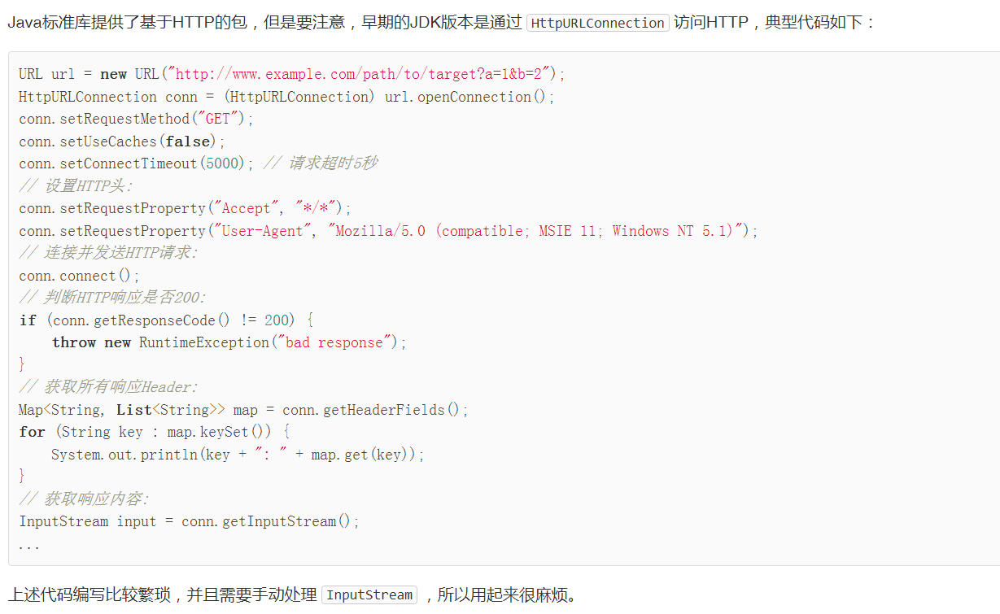 Java标准库提供了基于HTTP的包，但是要注意，早期的JDK版本是通过 HttpURLConnection 访问HTTP，典型代码如下：
URL url = new URL("http://www.example.com/path/to/target?a=1&b=2");
HttpURLConnection conn = (HttpURLConnection) url.openConnection();
conn.setRequestMethod("GET");
conn.setUseCaches(false);
conn.setConnectTimeout(5000); // 请求超时5秒
// 设置HTTP头:
conn.setRequestProperty("Accept", "*/*");
conn.setRequestProperty("User-Agent", "Mozilla/5.0 (compatible; MSIE 11; Windows NT 5.1)");
// 连接并发送HTTP请求:
conn.connect();
// 判断HTTP响应是否200:
if (conn.getResponseCode() != 200) {
    throw new RuntimeException("bad response");
}
// 获取所有响应Header:
Map<String, List<String>> map = conn.getHeaderFields();
for (String key : map.keySet()) {
    System.out.println(key + ": " + map.get(key));
}
// 获取响应内容:
InputStream input = conn.getInputStream();
...
上述代码编写比较繁琐，并且需要手动处理 InputStream ，所以用起来很麻烦。